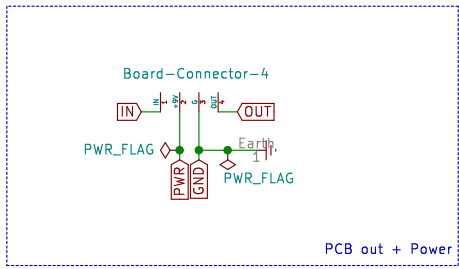 Board-Connector-4
IN 1
+9V 2
G 3
OUT 4
IN
OUT
PWR_FLAG
Earth
1
PWR
GND
PWR_FLAG
PCB out + Power